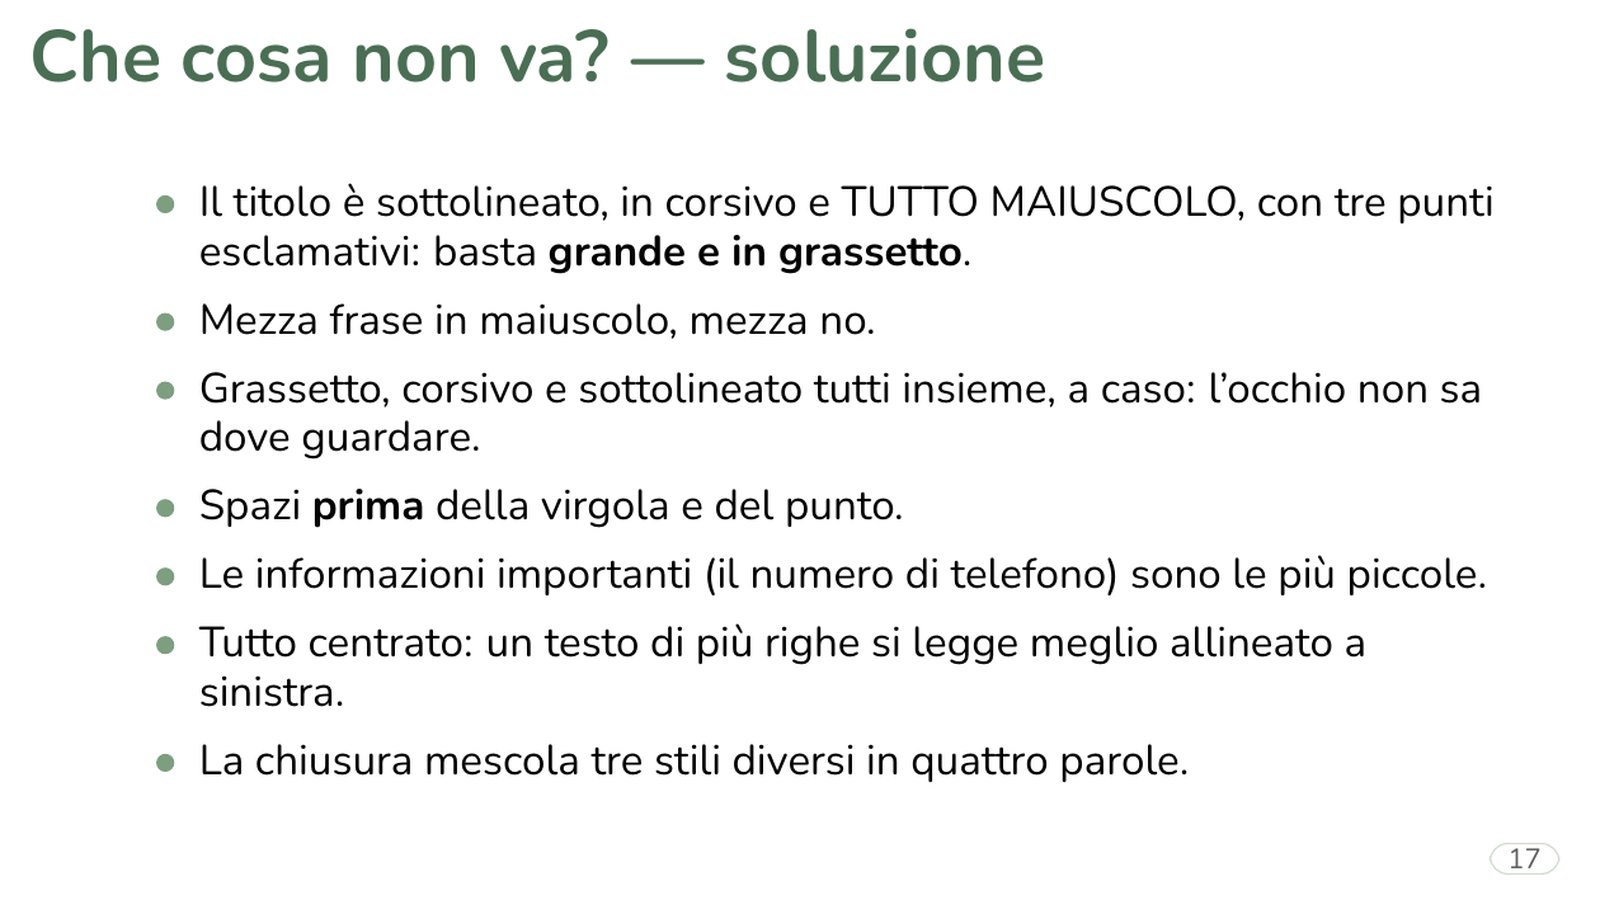 Che cosa non va? — soluzione
Il titolo è sottolineato, in corsivo e TUTTO MAIUSCOLO, con tre punti
esclamativi: basta grande e in grassetto.
Mezza frase in maiuscolo, mezza no.
Grassetto, corsivo e sottolineato tutti insieme, a caso: l’occhio non sa
dove guardare.
Spazi prima della virgola e del punto.
Le informazioni importanti (il numero di telefono) sono le più piccole.
Tutto centrato: un testo di più righe si legge meglio allineato a
sinistra.
La chiusura mescola tre stili diversi in quattro parole.
17